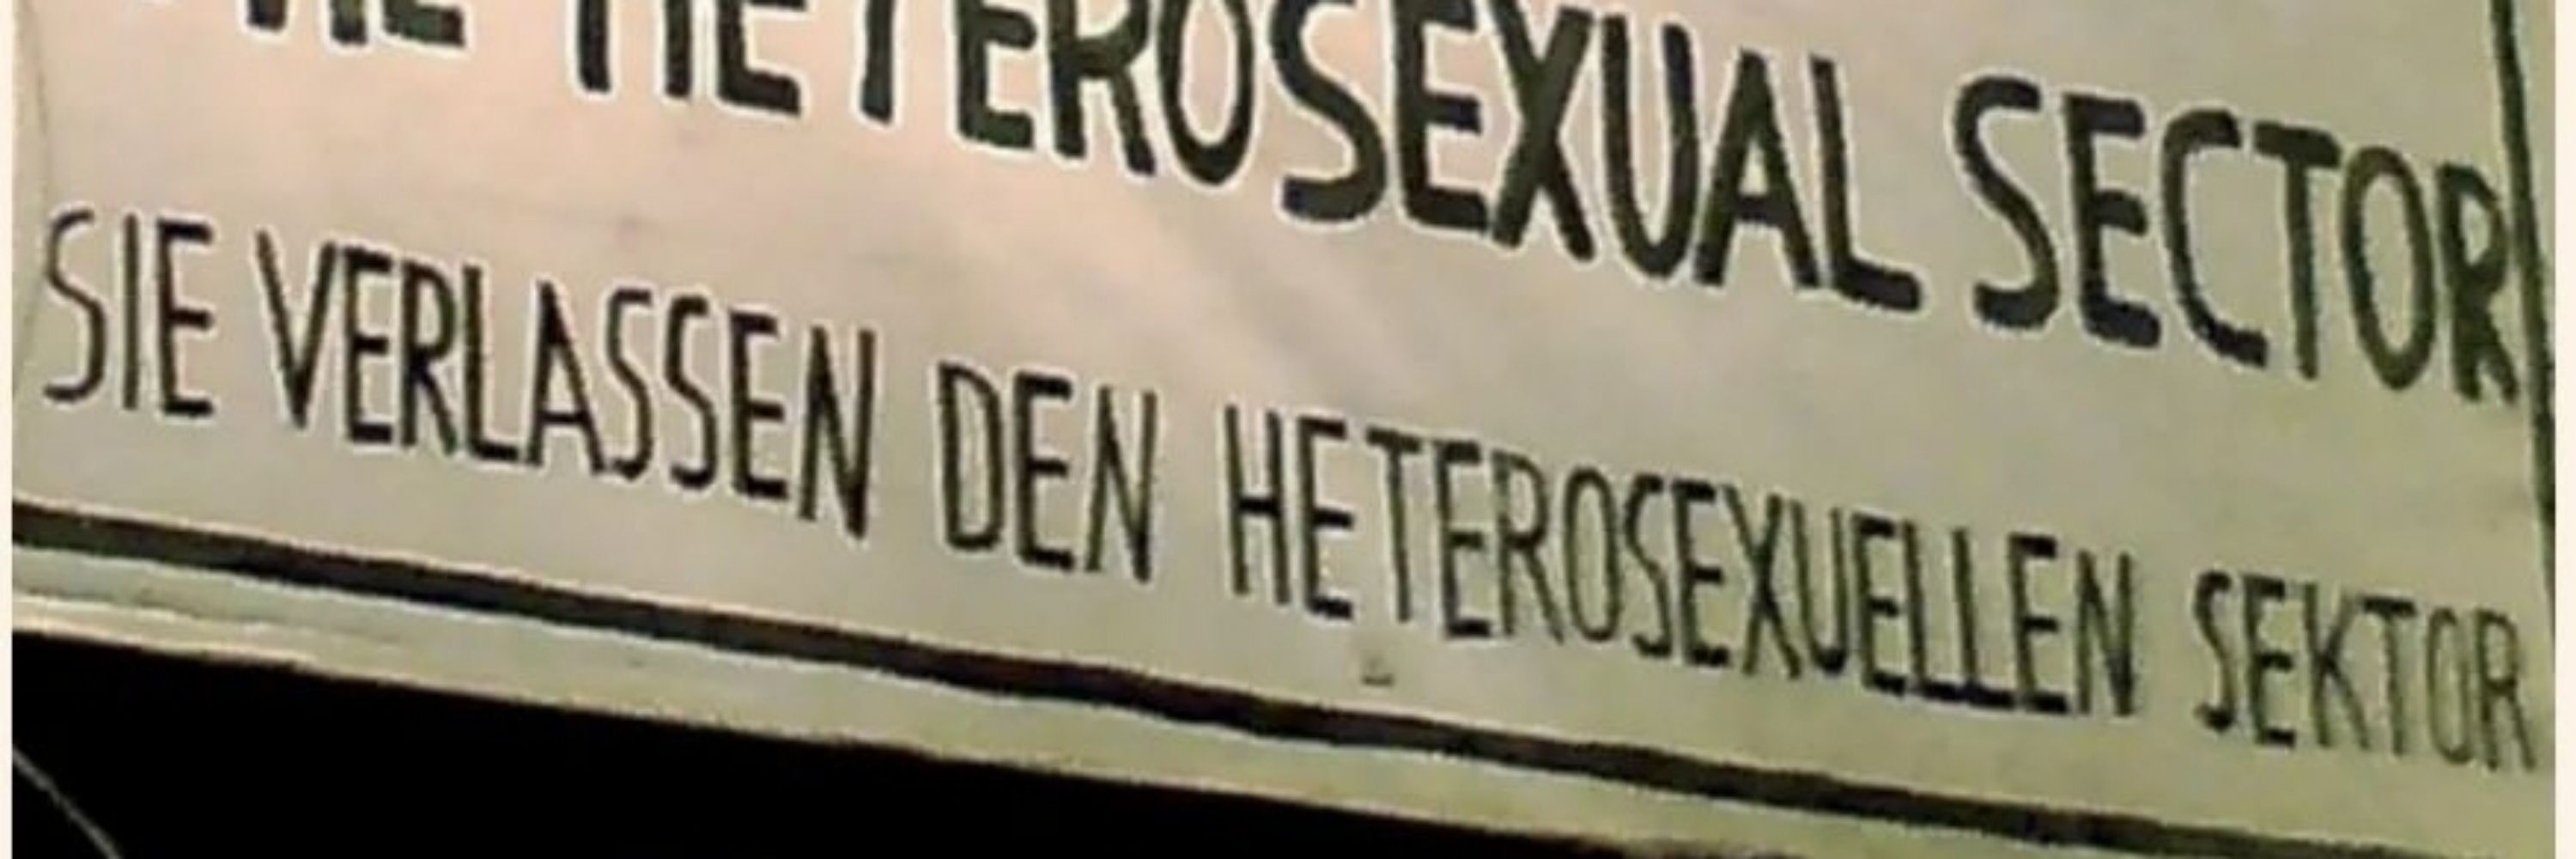 HETEROSEXUAL SECTOR
SIE VERLASSEN DEN HETEROSEXUELLEN SEKTOR